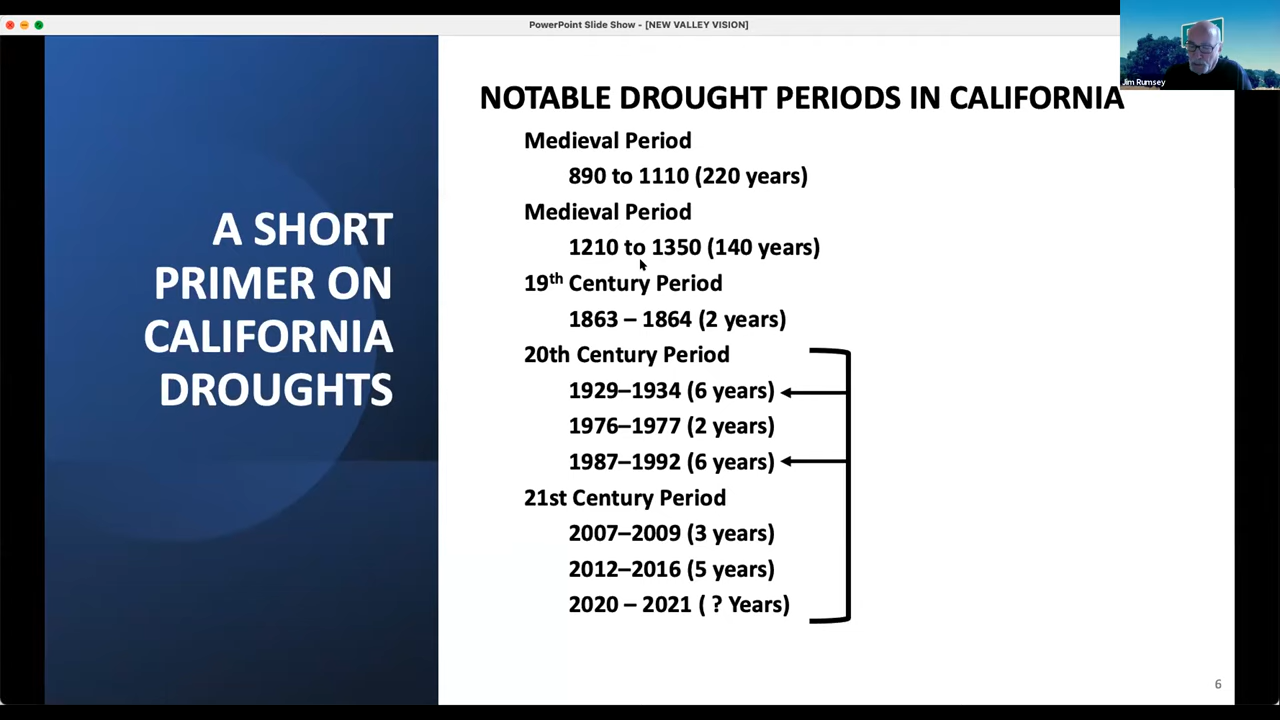 PowerPoint Slide Show - [NEW VALLEY VISION]
Jim Rumsey
A SHORT
PRIMER ON
CALIFORNIA
DROUGHTS
NOTABLE DROUGHT PERIODS IN CALIFORNIA
Medieval Period
890 to 1110 (220 years)
Medieval Period
1210 to 1350 (140 years)
19th Century Period
1863 – 1864 (2 years)
20th Century Period
1929–1934 (6 years)
1976–1977 (2 years)
1987–1992 (6 years)
21st Century Period
2007–2009 (3 years)
2012–2016 (5 years)
2020 – 2021 ( ? Years)
6